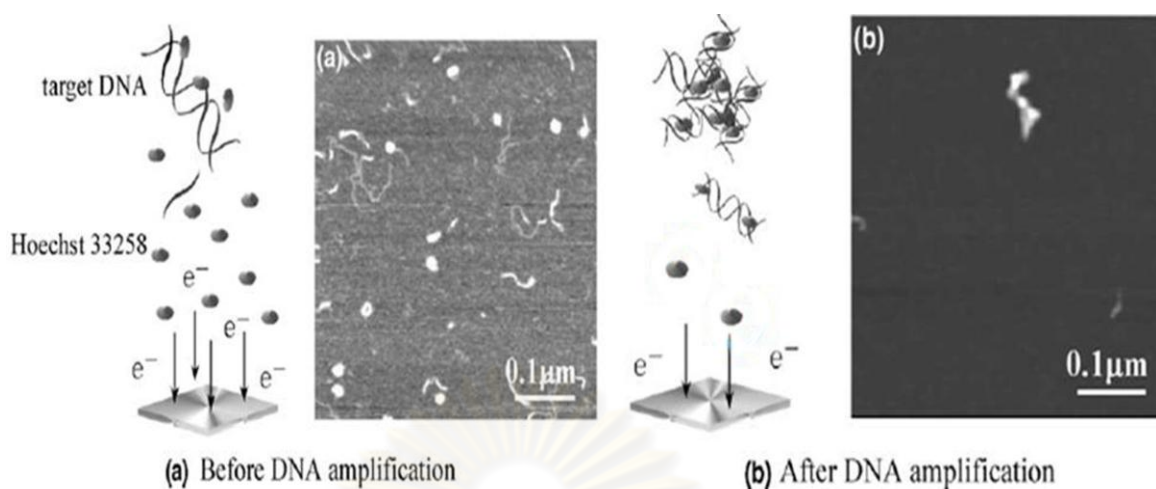 (a)
(b)
target DNA
Hoechst 33258
e⁻
e⁻
e⁻
e⁻
0.1μm
e⁻
e⁻
0.1μm
(a) Before DNA amplification
(b) After DNA amplification